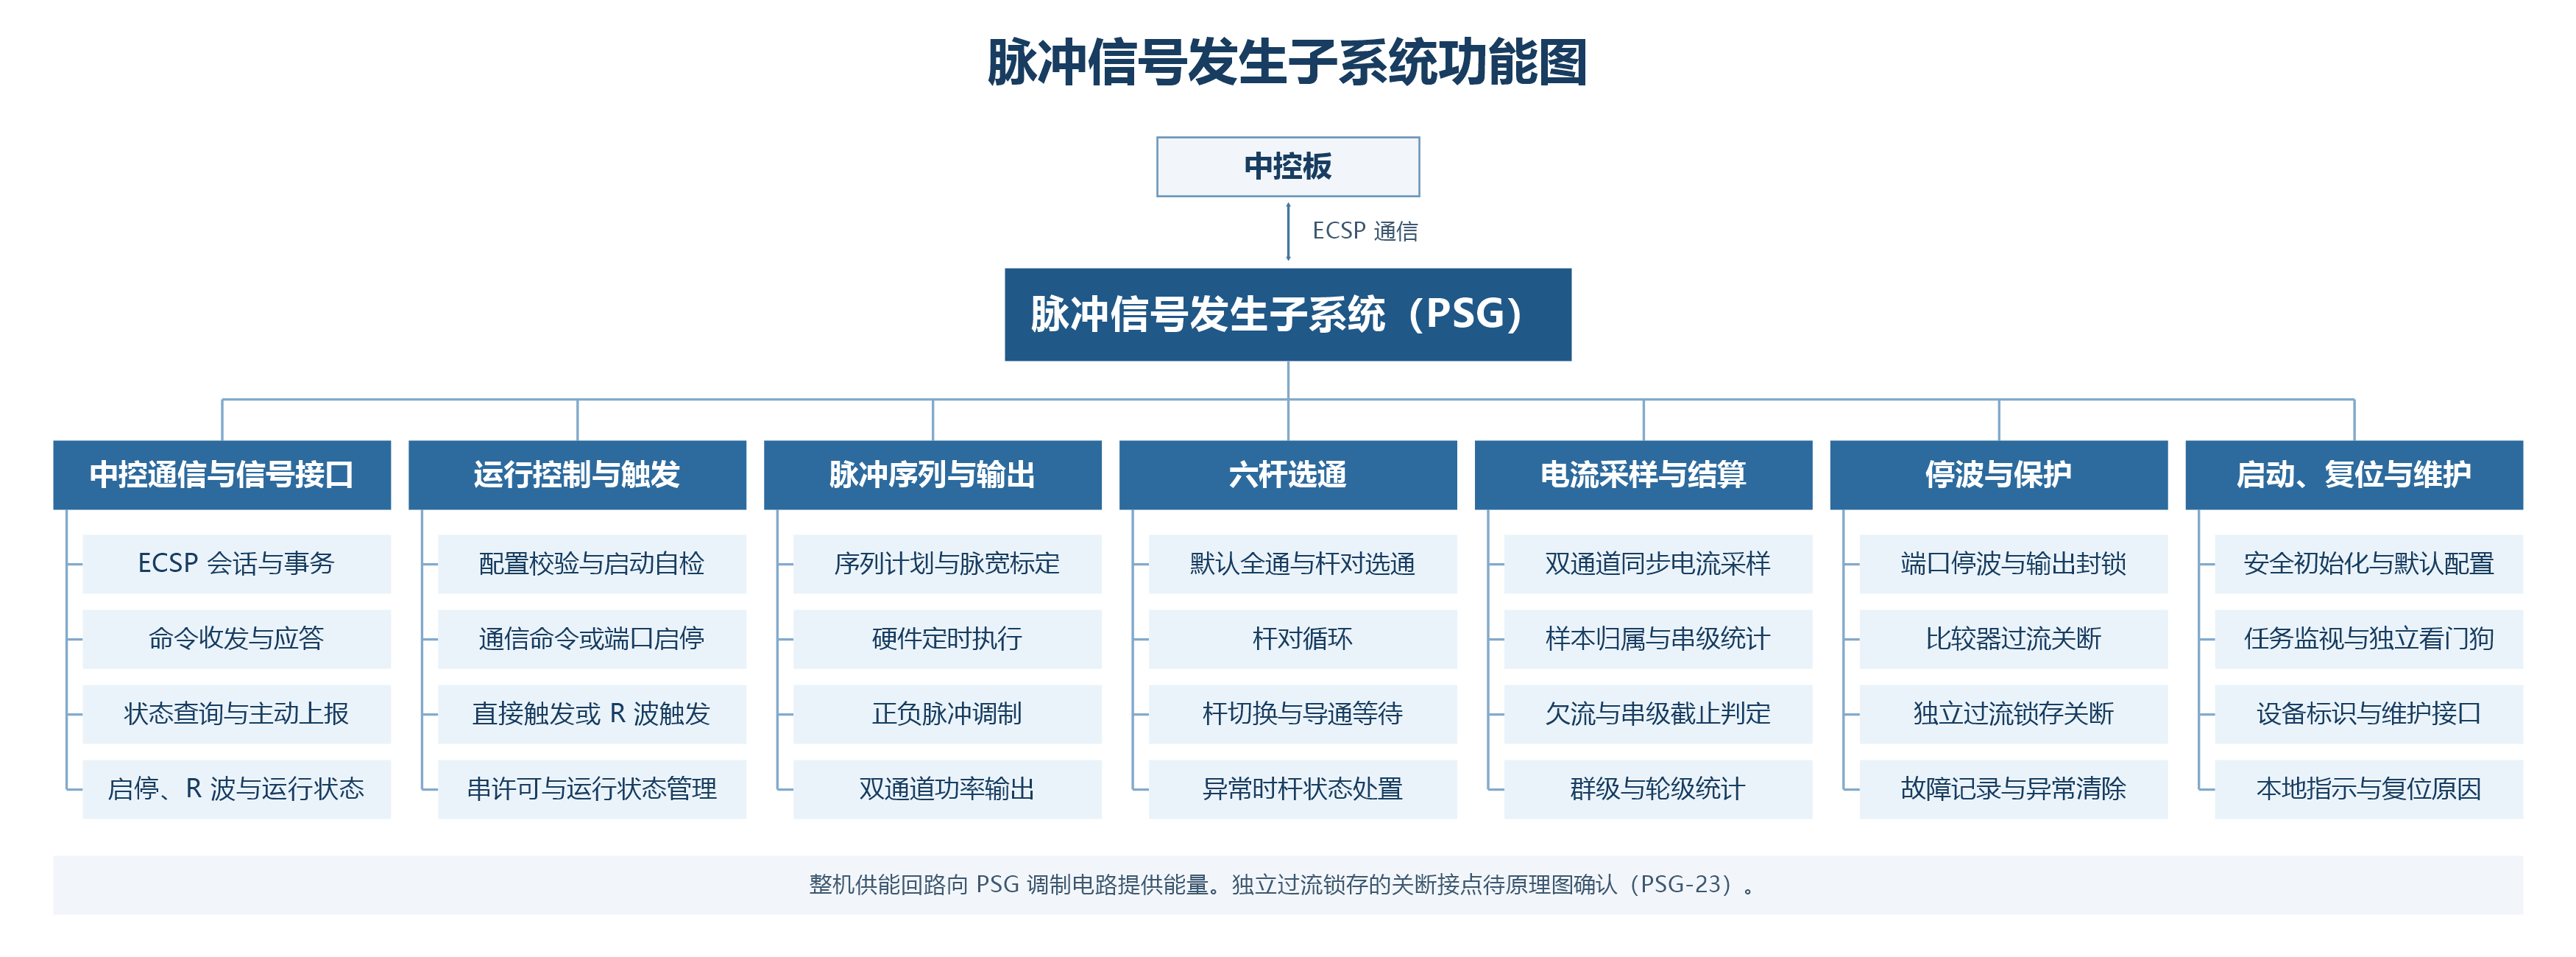 脉冲信号发生子系统功能图
中控板
ECSP 通信
脉冲信号发生子系统（PSG）
中控通信与信号接口
ECSP 会话与事务
命令收发与应答
状态查询与主动上报
启停、R 波与运行状态
运行控制与触发
配置校验与启动自检
通信命令或端口启停
直接触发或 R 波触发
串许可与运行状态管理
脉冲序列与输出
序列计划与脉宽标定
硬件定时执行
正负脉冲调制
双通道功率输出
六杆选通
默认全通与杆对选通
杆对循环
杆切换与导通等待
异常时杆状态处置
电流采样与结算
双通道同步电流采样
样本归属与串级统计
欠流与串级截止判定
群级与轮级统计
停波与保护
端口停波与输出封锁
比较器过流关断
独立过流锁存关断
故障记录与异常清除
启动、复位与维护
安全初始化与默认配置
任务监视与独立看门狗
设备标识与维护接口
本地指示与复位原因
整机供能回路向 PSG 调制电路提供能量。独立过流锁存的关断接点待原理图确认（PSG-23）。